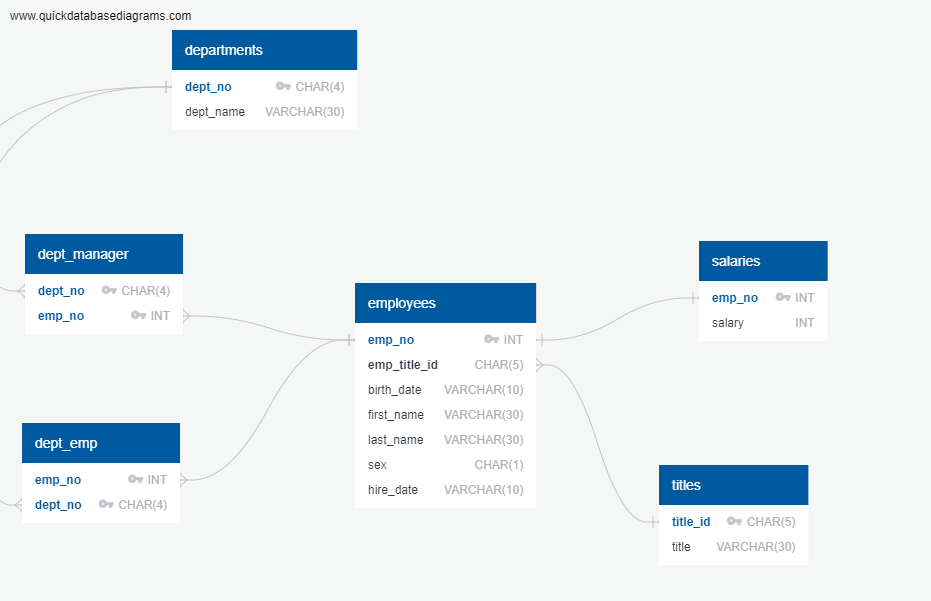 www.quickdatabasediagrams.com
departments
dept_no CHAR(4)
dept_name VARCHAR(30)
dept_manager
dept_no CHAR(4)
emp_no INT
employees
emp_no INT
emp_title_id CHAR(5)
birth_date VARCHAR(10)
first_name VARCHAR(30)
last_name VARCHAR(30)
sex CHAR(1)
hire_date VARCHAR(10)
salaries
emp_no INT
salary INT
dept_emp
emp_no INT
dept_no CHAR(4)
titles
title_id CHAR(5)
title VARCHAR(30)